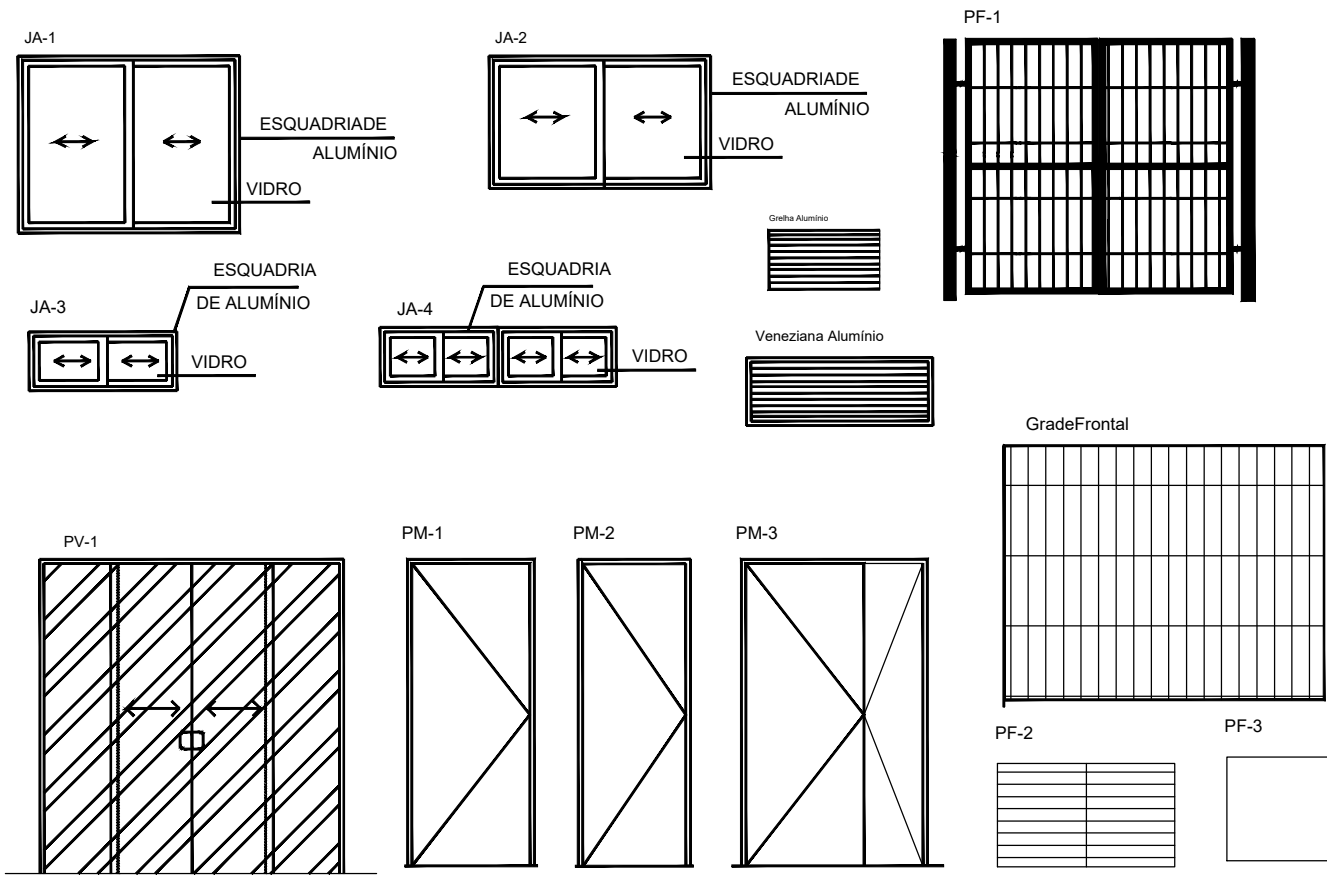 JA-1
ESQUADRIADE
ALUMÍNIO
VIDRO
JA-2
ESQUADRIADE
ALUMÍNIO
VIDRO
PF-1
Grelha Alumínio
JA-3
ESQUADRIA
DE ALUMÍNIO
VIDRO
JA-4
ESQUADRIA
DE ALUMÍNIO
VIDRO
Veneziana Alumínio
GradeFrontal
PV-1
PM-1
PM-2
PM-3
PF-2
PF-3